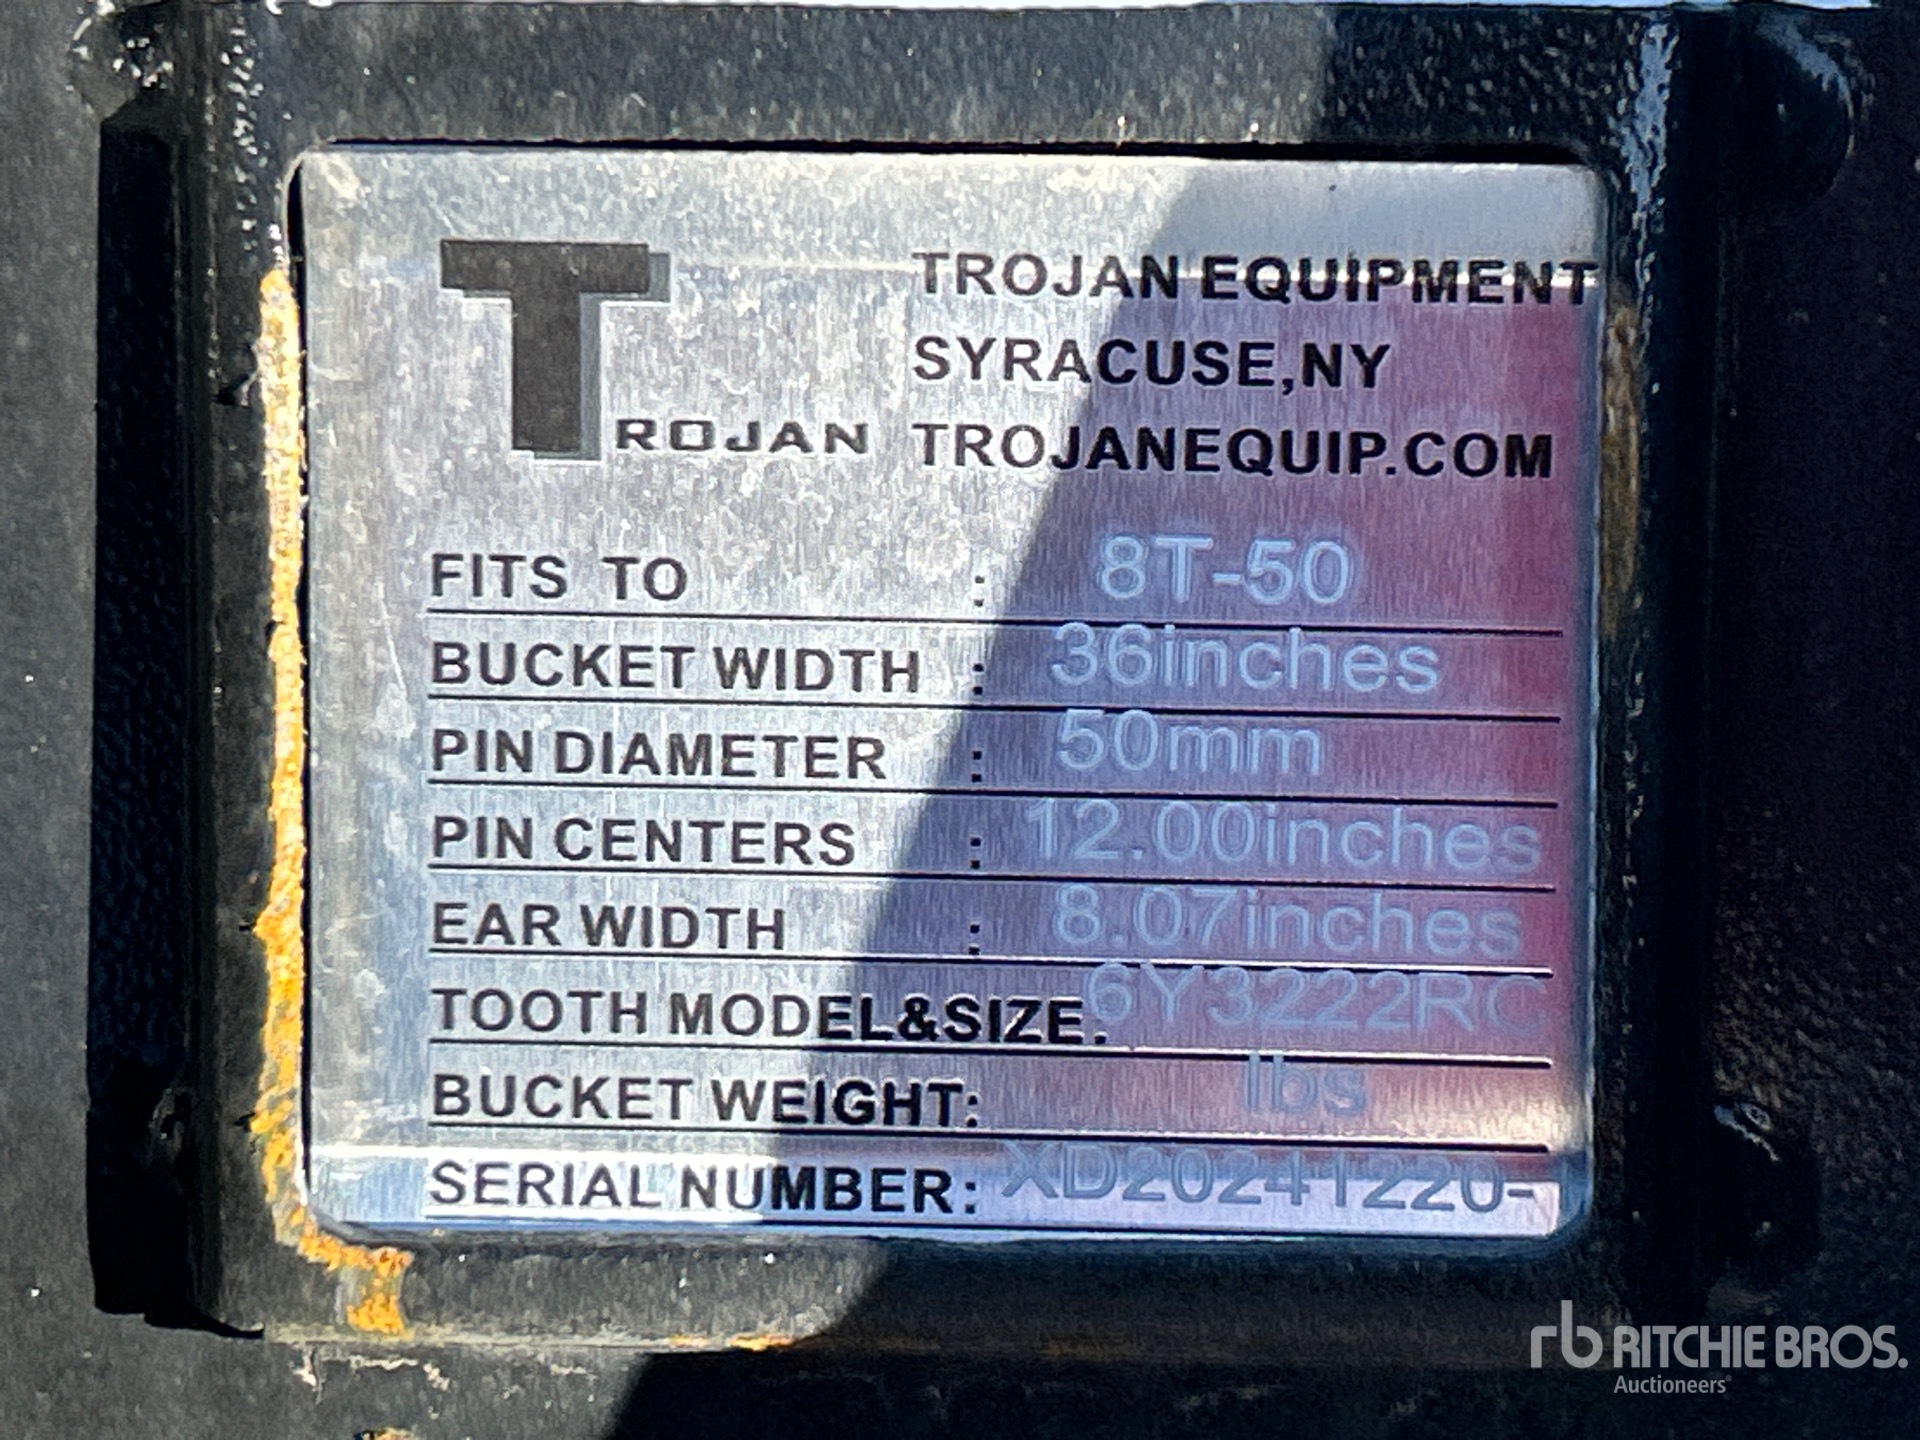 TROJAN
TROJAN EQUIPMENT
SYRACUSE,NY
TROJANEQUIP.COM
FITS TO : 8T-50
BUCKET WIDTH : 36inches
PIN DIAMETER : 50mm
PIN CENTERS : 12.00inches
EAR WIDTH : 8.07inches
TOOTH MODEL&SIZE: 6Y3222RC
BUCKET WEIGHT: lbs
SERIAL NUMBER: XD20241220-
rb RITCHIE BROS.
Auctioneers